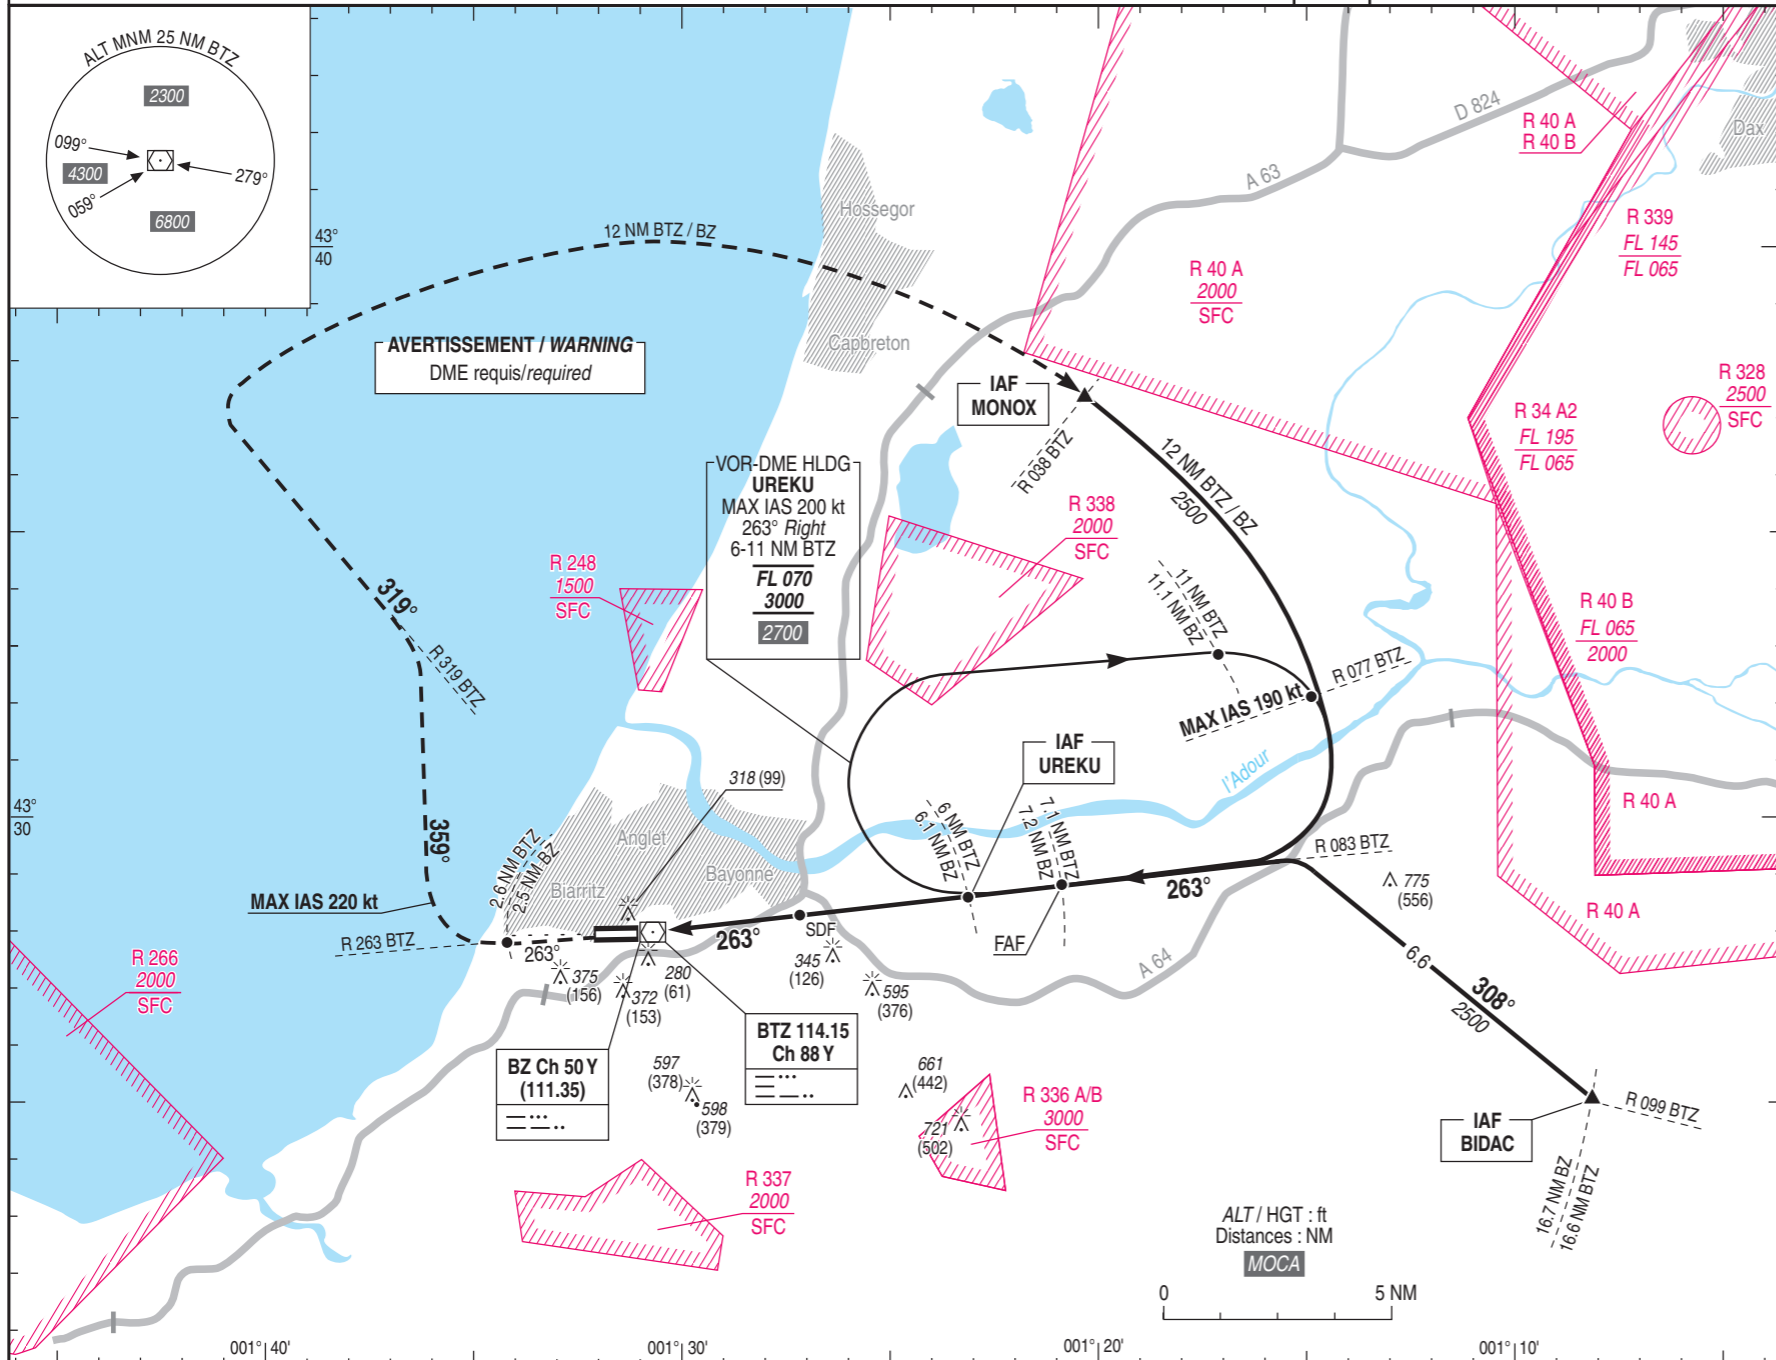 ALT MNM 25 NM BTZ
2300
099°
4300
279°
059°
6800
43°
40
12 NM BTZ / BZ
Hossegor
Capbreton
AVERTISSEMENT / WARNING
DME requis/required
D 824
A 63
Dax
R 40 A
R 40 B
R 339
FL 145
FL 065
R 40 A
2000
SFC
R 328
2500
SFC
IAF
MONOX
R 038 BTZ
12 NM BTZ / BZ
2500
R 34 A2
FL 195
FL 065
VOR-DME HLDG
UREKU
MAX IAS 200 kt
263° Right
6-11 NM BTZ
FL 070
3000
2700
R 338
2000
SFC
R 248
1500
SFC
11 NM BTZ
11.1 NM BZ
R 40 B
FL 065
2000
319°
R 319 BTZ
MAX IAS 190 kt
R 077 BTZ
IAF
UREKU
l'Adour
318 (99)
43°
30
R 40 A
359°
Anglet
Bayonne
Biarritz
6 NM BTZ
6.1 NM BZ
7.1 NM BTZ
7.2 NM BZ
R 083 BTZ
2.6 NM BTZ
2.5 NM BZ
MAX IAS 220 kt
263°
775
(556)
R 40 A
R 263 BTZ
263°
263°
SDF
FAF
A 64
6.6
308°
2500
R 266
2000
SFC
375
(156)
372
(153)
280
(61)
345
(126)
595
(376)
BZ Ch 50 Y
(111.35)
BTZ 114.15
Ch 88 Y
597
(378)
598
(379)
661
(442)
721
(502)
R 336 A/B
3000
SFC
IAF
BIDAC
R 099 BTZ
16.7 NM BZ
16.6 NM BTZ
R 337
2000
SFC
ALT / HGT : ft
Distances : NM
MOCA
0 5 NM
001° 40'
001° 30'
001° 20'
001° 10'